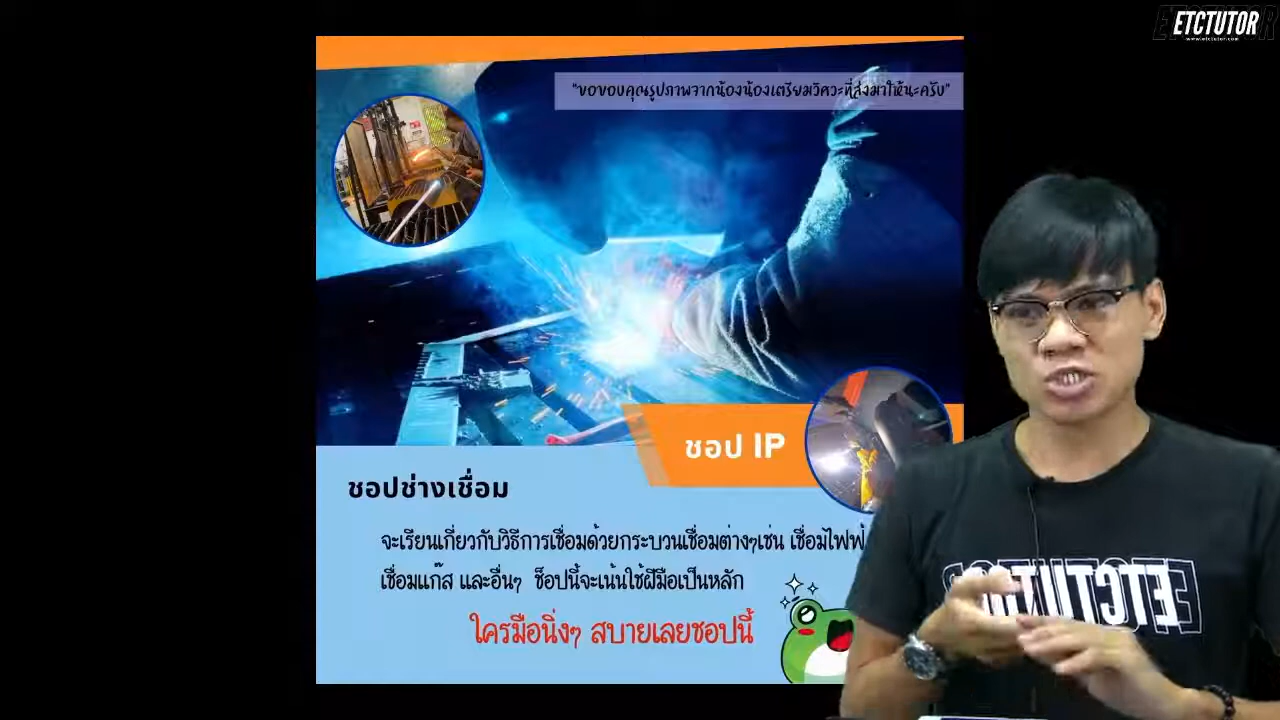 ETCTUTOR
www.etctutor.com
"ขอขอบคุณรูปภาพจากน้องน้องเตรียมวิศวะที่ส่งมาให้นะครับ"
ชอป IP
ชอปช่างเชื่อม
จะเรียนเกี่ยวกับวิธีการเชื่อมด้วยกระบวนเชื่อมต่างๆเช่น เชื่อมไฟฟ้
เชื่อมแก๊ส และอื่นๆ ช็อปนี้จะเน้นใช้ฝีมือเป็นหลัก
ใครมือนิ่งๆ สบายเลยชอปนี้
ETCTUTOR